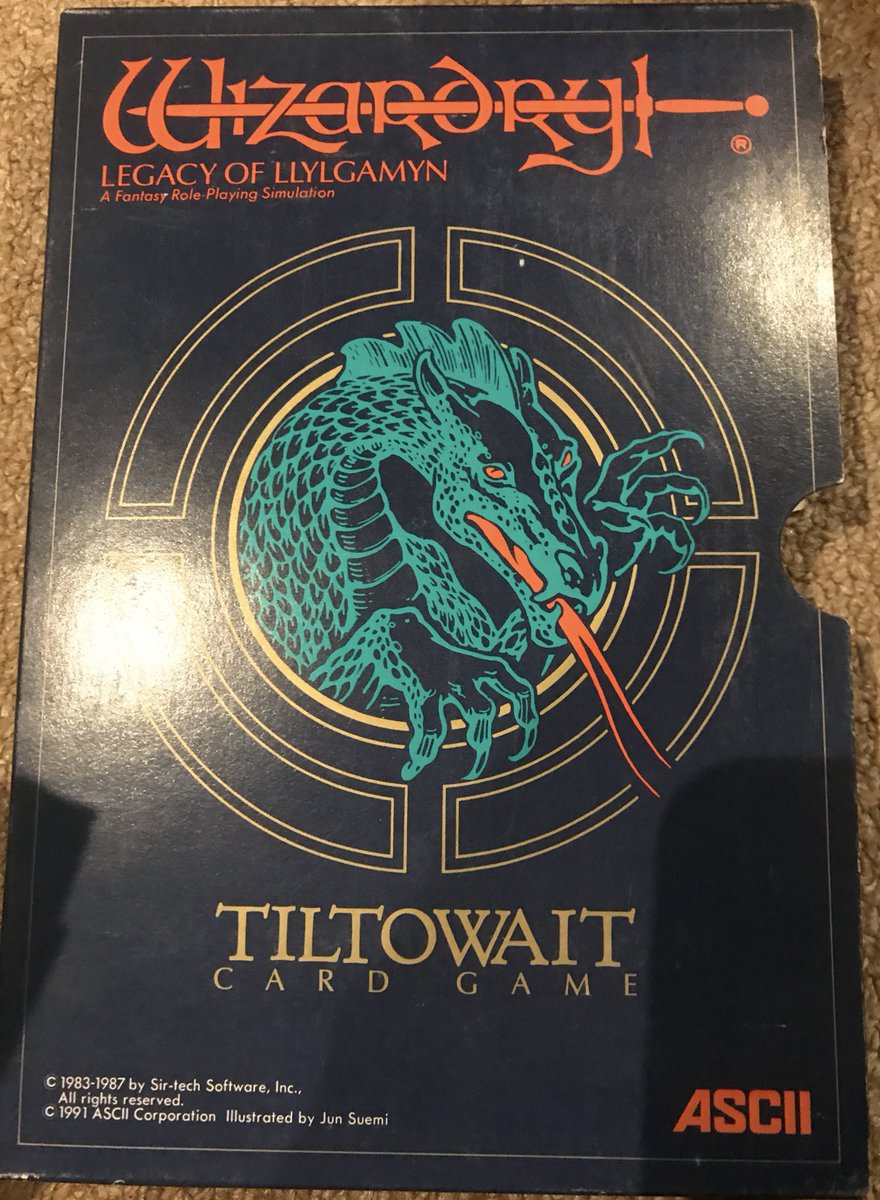 Wizardry
®
LEGACY OF LLYLGAMYN
A Fantasy Role-Playing Simulation
TILTOWAIT
CARD GAME
© 1983-1987 by Sir-tech Software, Inc.,
All rights reserved.
© 1991 ASCII Corporation Illustrated by Jun Suemi
ASCII